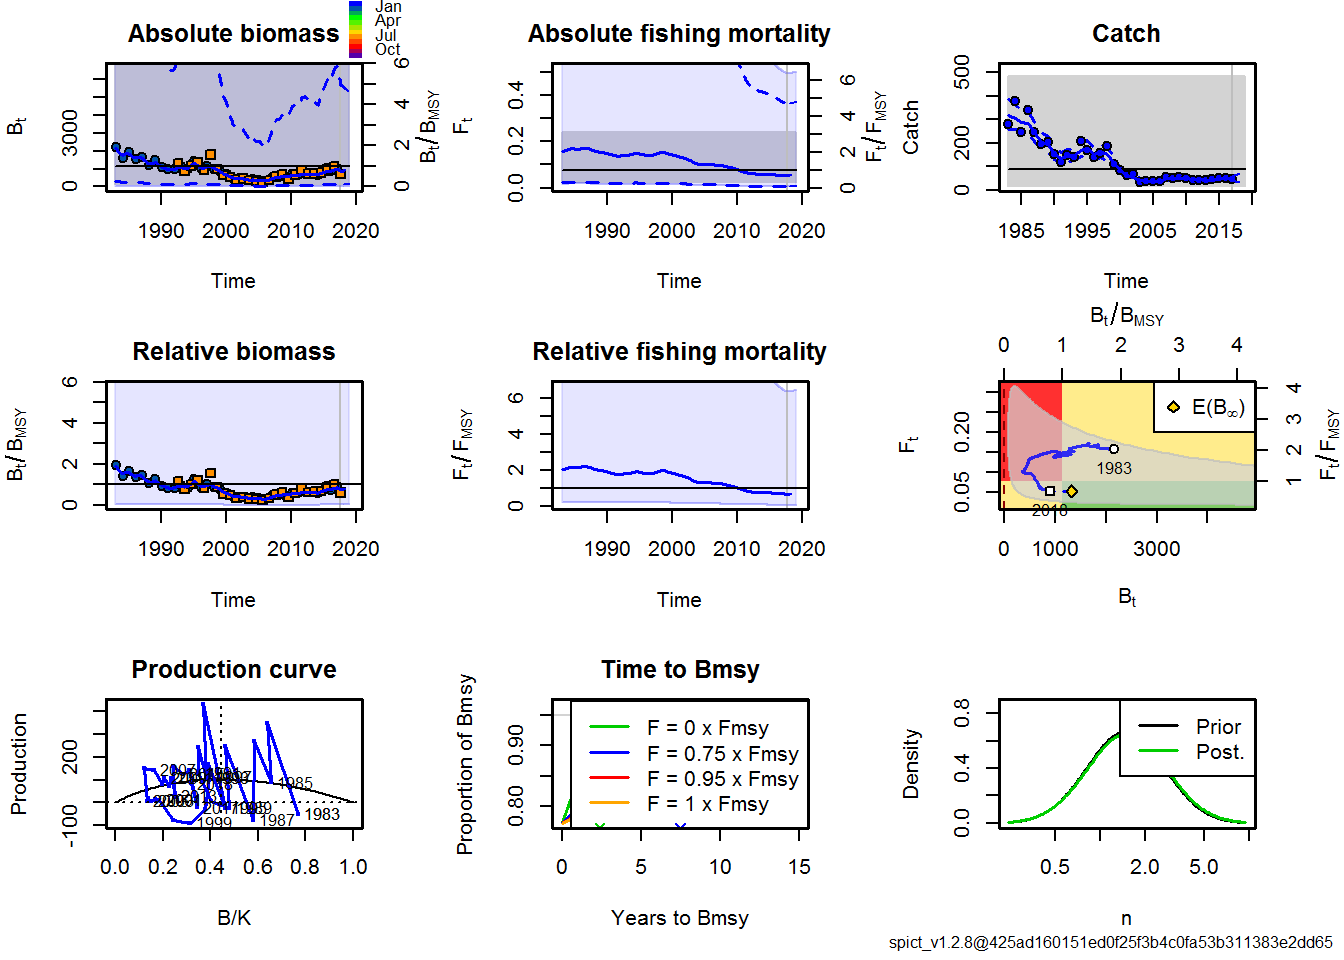 Absolute biomass
Jan
Apr
Jul
Oct
Bt
0 3000
0 2 4 6
Bt/BMSY
1990 2000 2010 2020
Time
Absolute fishing mortality
Ft
0.0 0.2 0.4
0 2 4 6
Ft/FMSY
1990 2000 2010 2020
Time
Catch
Catch
0 200 500
1985 1995 2005 2015
Time
Relative biomass
Bt/BMSY
0 2 4 6
1990 2000 2010 2020
Time
Relative fishing mortality
Ft/FMSY
0 2 4 6
1990 2000 2010 2020
Time
Bt/BMSY
0 1 2 3 4
E(B∞)
1983
2018
Ft
0.05 0.20
1 2 3 4
Ft/FMSY
0 1000 3000
Bt
Production curve
Production
-100 200
2007
1985
1983
1987
1999
0.0 0.2 0.4 0.6 0.8 1.0
B/K
Time to Bmsy
Proportion of Bmsy
0.80 0.90
F = 0 x Fmsy
F = 0.75 x Fmsy
F = 0.95 x Fmsy
F = 1 x Fmsy
0 5 10 15
Years to Bmsy
Density
0.0 0.4 0.8
Prior
Post.
0.5 2.0 5.0
n
spict_v1.2.8@425ad160151ed0f25f3b4c0fa53b311383e2dd65